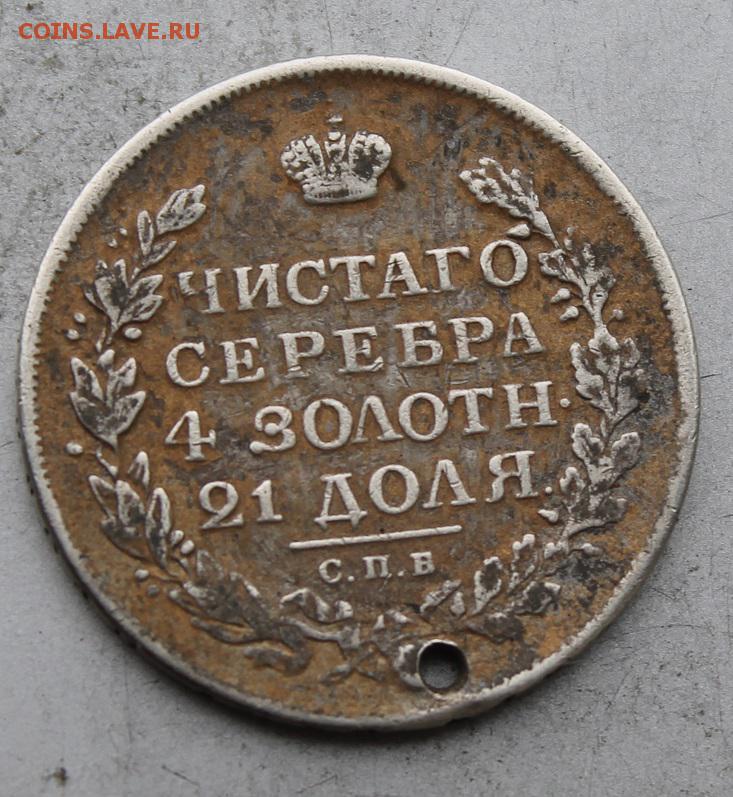 COINS.LAVE.RU
ЧИСТАГО
СЕРЕБРА
4 ЗОЛОТН.
21 ДОЛЯ.
С.П.Б